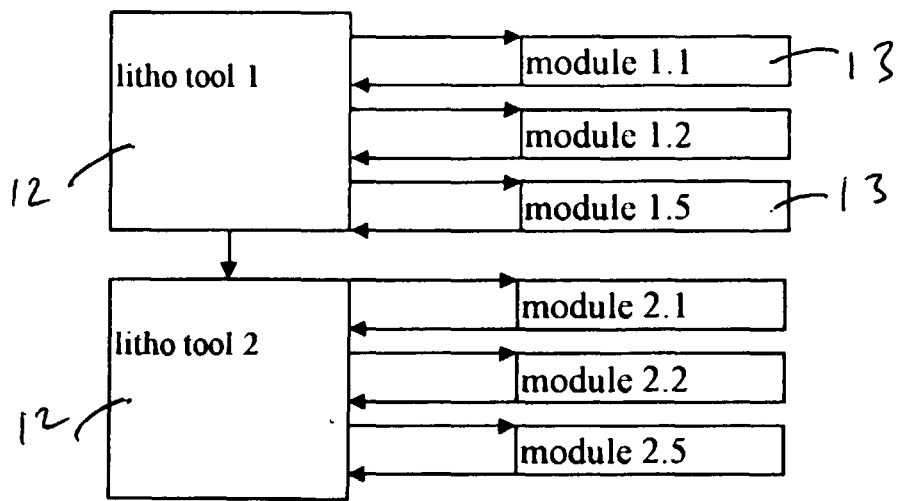 litho tool 1
module 1.1
13
module 1.2
12
module 1.5
13
litho tool 2
module 2.1
module 2.2
12
module 2.5